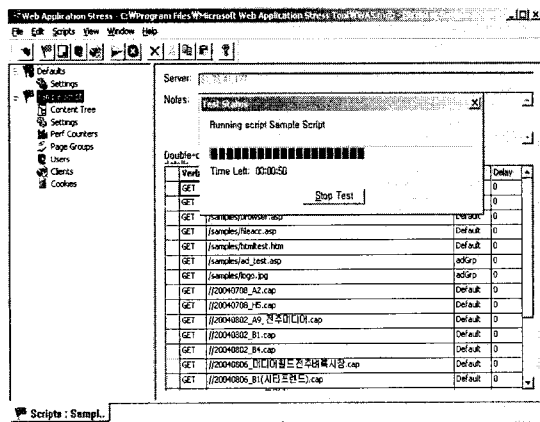 Web Application Stress - C:₩Program Files₩Microsoft Web Application Stress Tool₩WAS
File Edit Scripts View Window Help
Defaults
Settings
Content Tree
Settings
Perf Counters
Page Groups
Users
Clients
Cookies
Server:
Notes:
Running script Sample Script
Time Left: 00:00:50
Stop Test
Double-c
Verb
Delay
GET 0
GET 0
GET /samples/browser.asp Default 0
GET /samples/fileacc.asp Default 0
GET /samples/htmltest.htm Default 0
GET /samples/ad_test.asp adGrp 0
GET /samples/logo.jpg adGrp 0
GET //20040708_A2.cap Default 0
GET //20040708_H5.cap Default 0
GET //20040802_A9_전주미디어.cap Default 0
GET //20040802_B1.cap Default 0
GET //20040802_B4.cap Default 0
GET //20040806_미디어월드전주벼룩시장.cap Default 0
GET //20040806_B1(시티프렌드).cap Default 0
Scripts : Sampl..